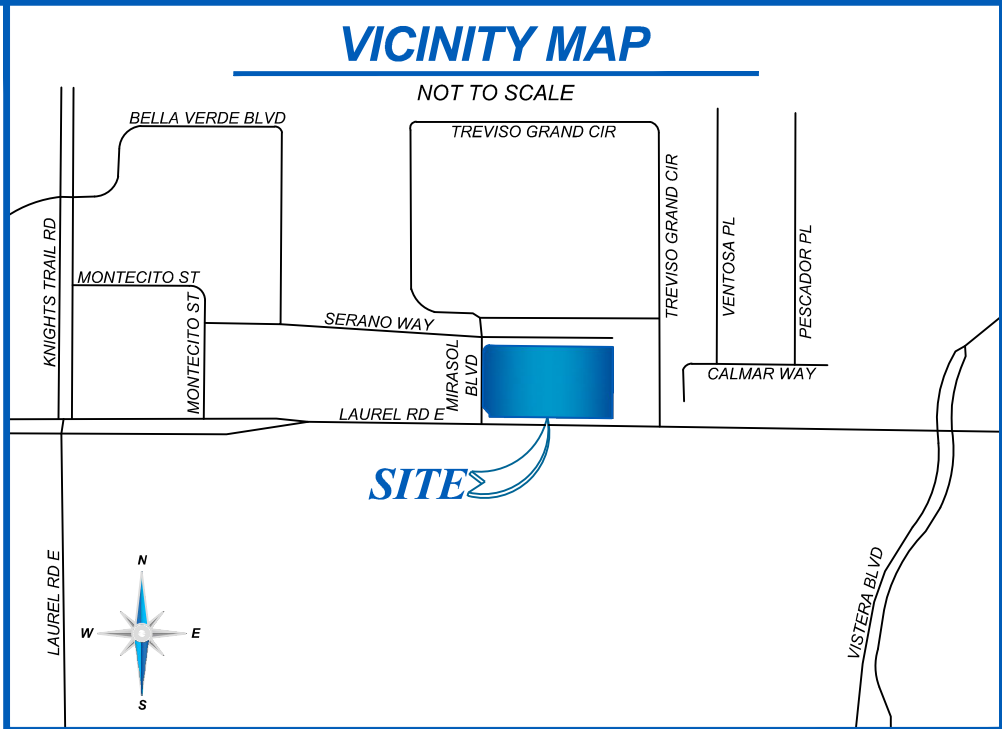 VICINITY MAP
NOT TO SCALE
BELLA VERDE BLVD
TREVISO GRAND CIR
TREVISO GRAND CIR
KNIGHTS TRAIL RD
VENTOSA PL
PESCADOR PL
MONTECITO ST
MONTECITO ST
SERANO WAY
MIRASOL
BLVD
CALMAR WAY
LAUREL RD E
SITE
LAUREL RD E
VISTERA BLVD
N
W
E
S